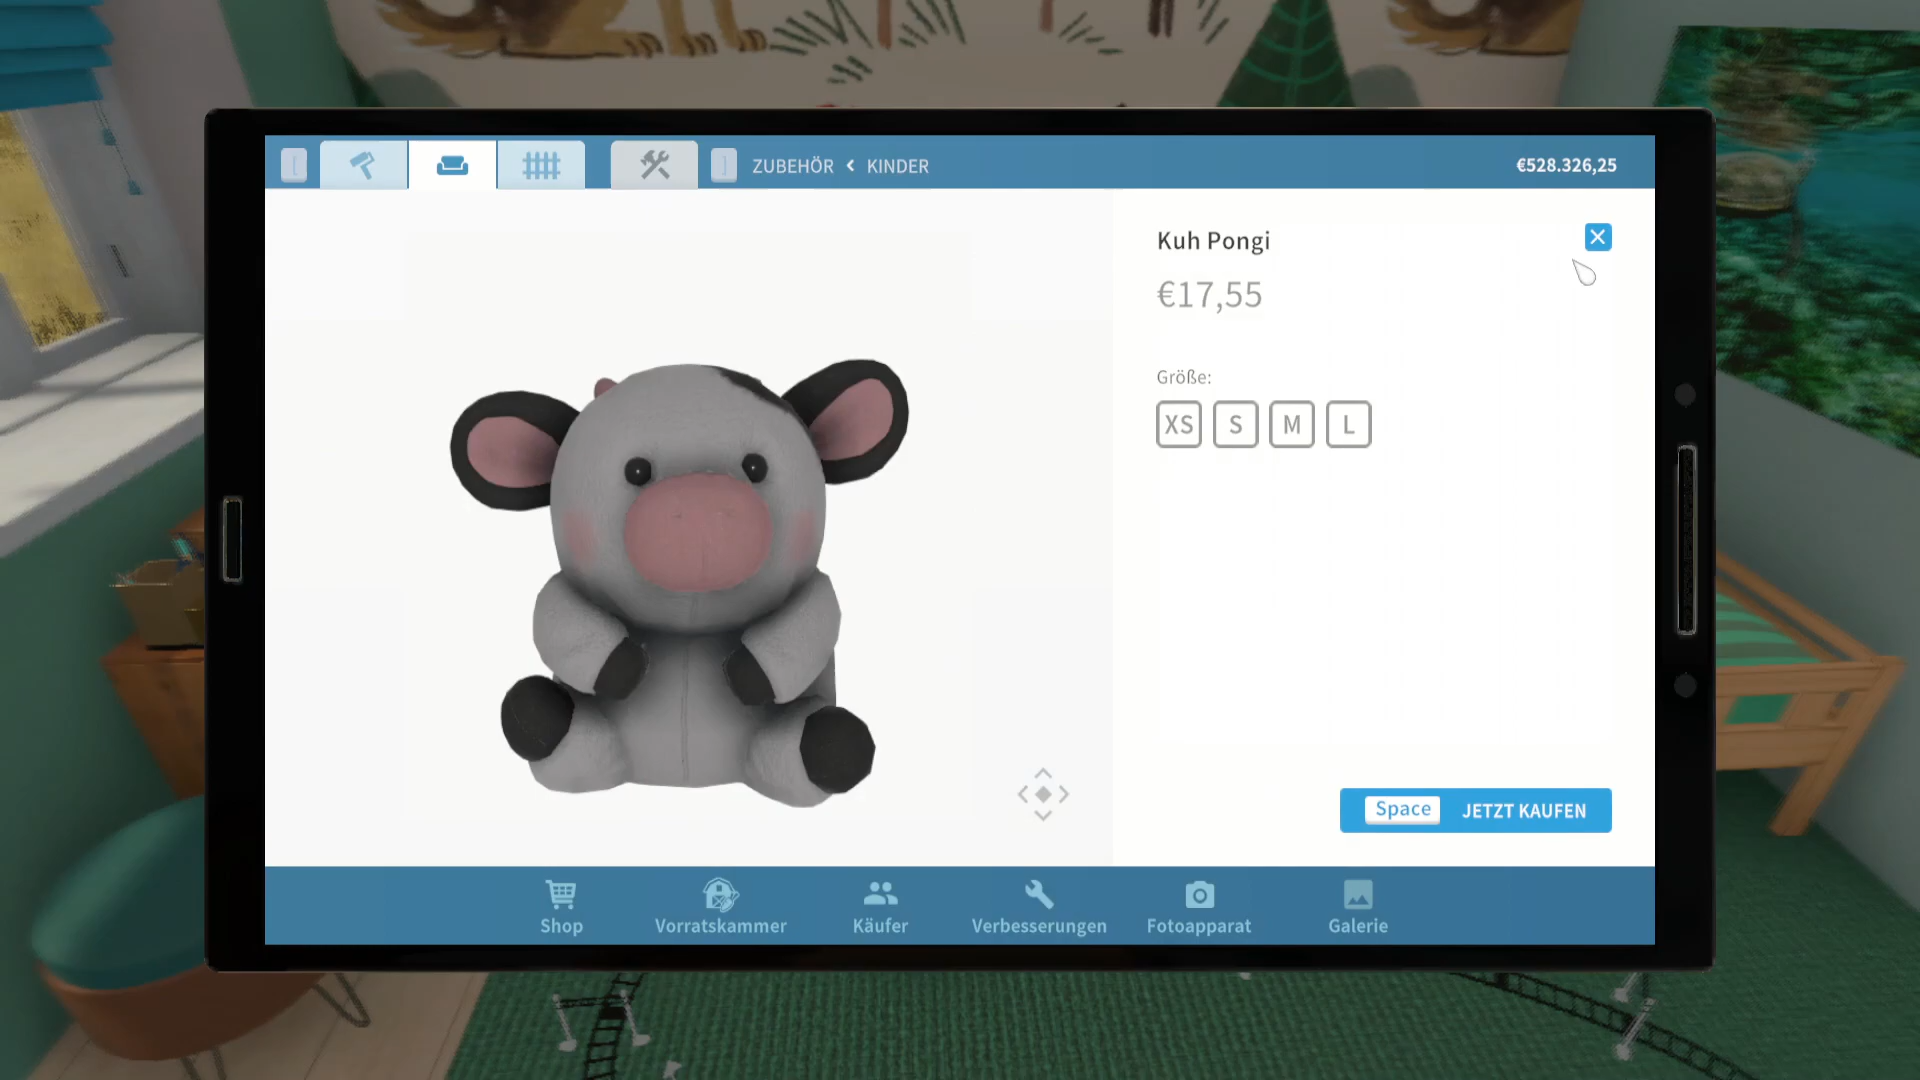 [
]
ZUBEHÖR < KINDER
€528.326,25
Kuh Pongi
€17,55
Größe:
XS S M L
Space JETZT KAUFEN
Shop Vorratskammer Käufer Verbesserungen Fotoapparat Galerie